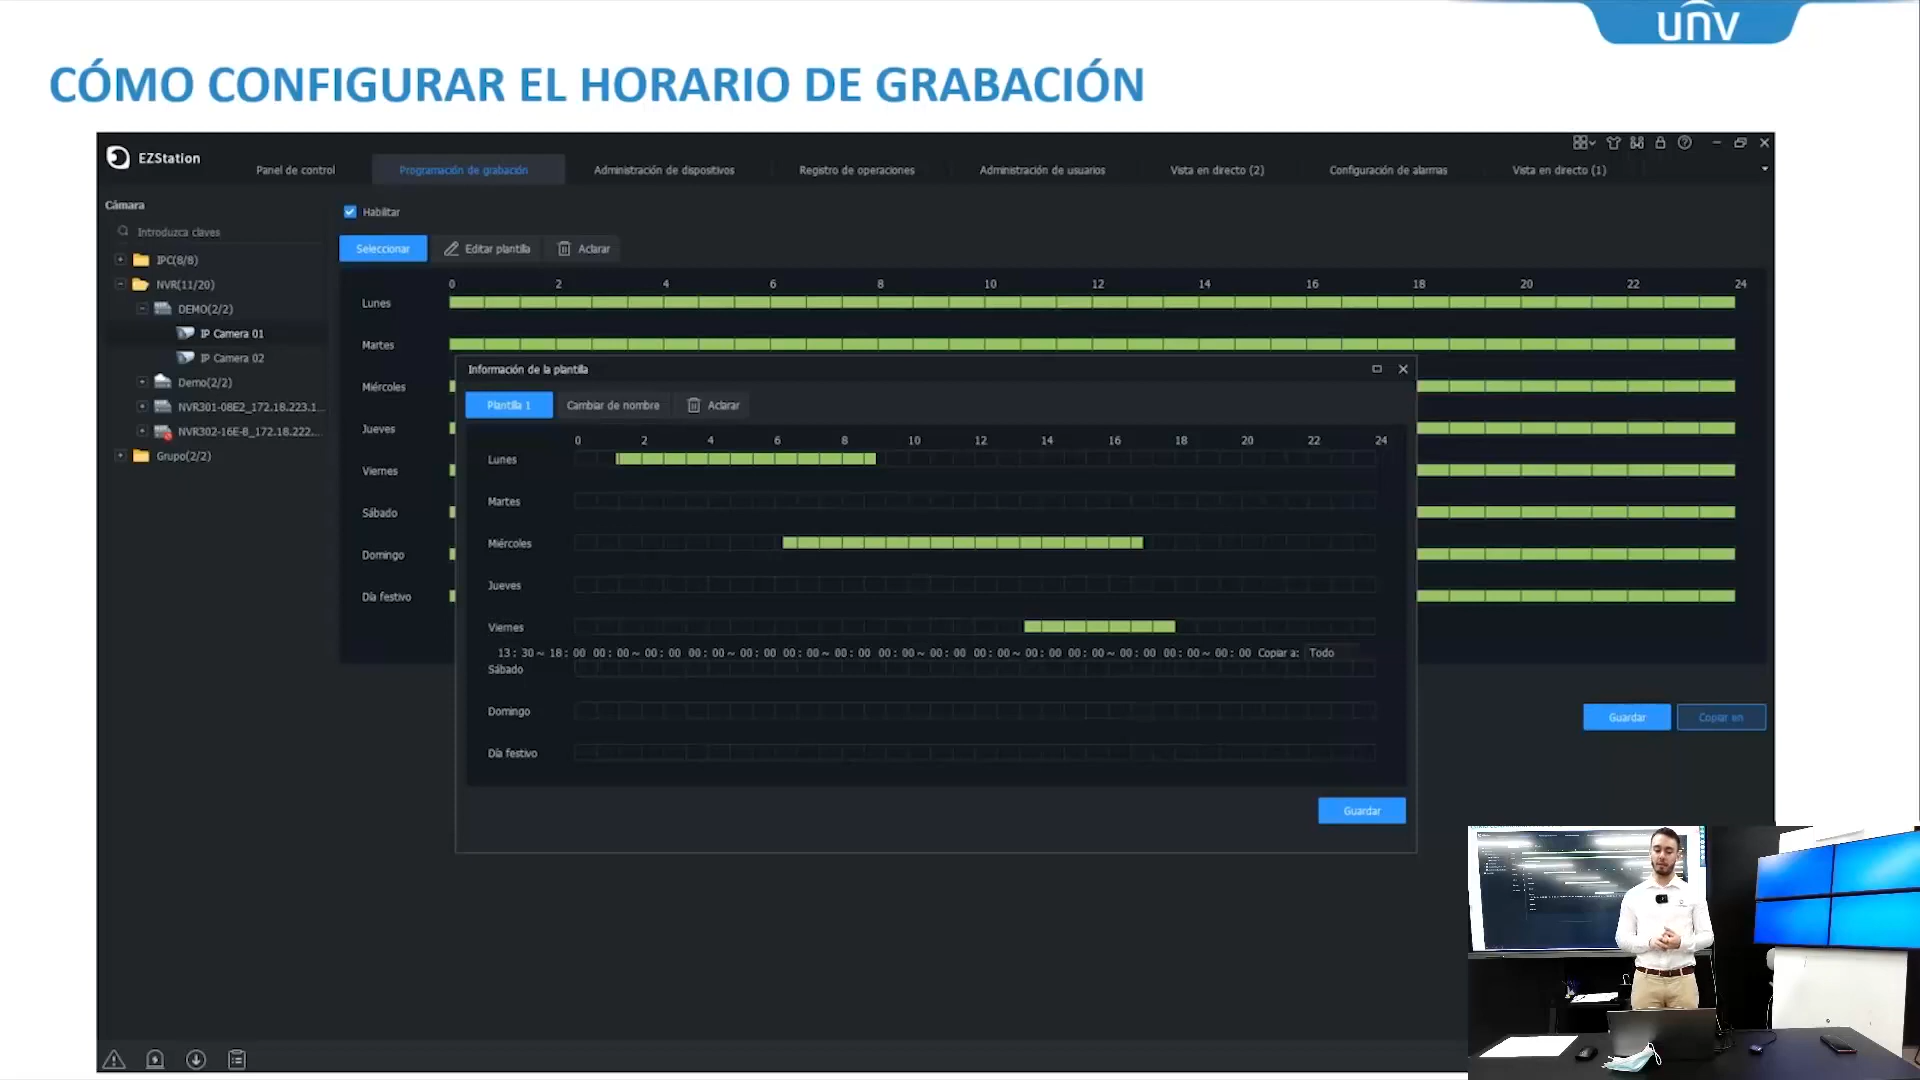 unv
CÓMO CONFIGURAR EL HORARIO DE GRABACIÓN
EZStation
Panel de control
Programación de grabación
Administración de dispositivos
Registro de operaciones
Administración de usuarios
Vista en directo (2)
Configuración de alarmas
Vista en directo (1)
Cámara
Introduzca claves
IPC(8/8)
NVR(11/20)
DEMO(2/2)
IP Camera 01
IP Camera 02
Demo(2/2)
NVR301-08E2_172.18.223.1...
NVR302-16E-B_172.18.222...
Grupo(2/2)
Habilitar
Seleccionar Editar plantilla Aclarar
0 2 4 6 8 10 12 14 16 18 20 22 24
Lunes
Martes
Miércoles
Jueves
Viernes
Sábado
Domingo
Día festivo
Información de la plantilla
Plantilla 1 Cambiar de nombre Aclarar
0 2 4 6 8 10 12 14 16 18 20 22 24
Lunes
Martes
Miércoles
Jueves
Viernes
13:30~18:00 00:00~00:00 00:00~00:00 00:00~00:00 00:00~00:00 00:00~00:00 00:00~00:00 00:00~00:00 Copiar a: Todo
Sábado
Domingo
Día festivo
Guardar
Guardar Copiar en